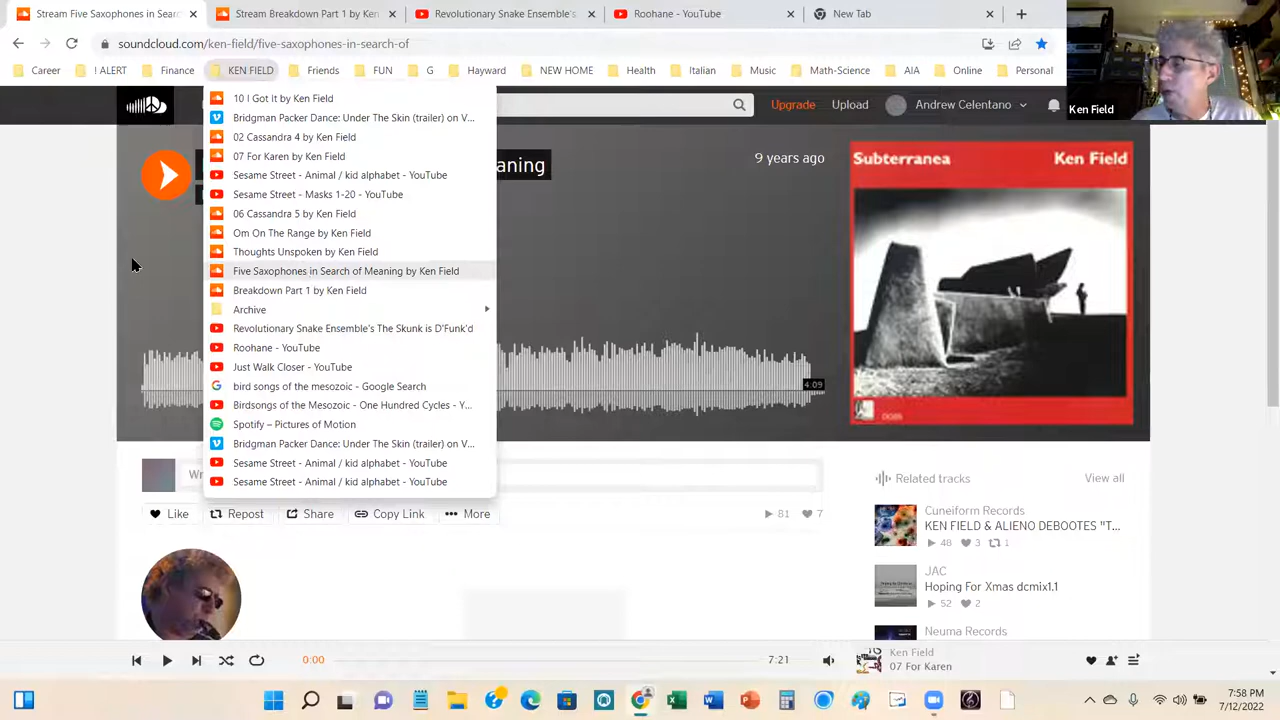 Stream Five Saxophones in Sear
Stream Breakdown Part 1 by Ken
Revolutionary Snake Ensemble's
Roohane - YouTube
New Tab
soundcloud.com/ken-field/five-saxophones-in-search-of
Career
! ALERT
Finance
KEN FIELD
Friends
G
Hayward
TV HOME
Health
Italian
Music
Science
AIA
Online
Personal
Ken Field
Upgrade
Upload
Andrew Celentano
10 I Got It by Ken Field
Bridgman Packer Dance: Under The Skin (trailer) on V...
02 Cassandra 4 by Ken Field
07 For Karen by Ken Field
Sesame Street - Animal / kid alphabet - YouTube
Sesame Street - Masks 1-20 - YouTube
06 Cassandra 5 by Ken Field
Om On The Range by Ken Field
Thoughts Unspoken by Ken Field
Five Saxophones in Search of Meaning by Ken Field
Breakdown Part 1 by Ken Field
Archive
Revolutionary Snake Ensemble's The Skunk is D'Funk'd
Roohane - YouTube
Just Walk Closer - YouTube
bird songs of the mesozoic - Google Search
Birdsongs of the Mesozoic - One Hundred Cycles - Y...
Spotify – Pictures of Motion
Bridgman Packer Dance: Under The Skin (trailer) on V...
Sesame Street - Animal / kid alphabet - YouTube
Sesame Street - Animal / kid alphabet - YouTube
aning
9 years ago
Subterranea
Ken Field
4:09
Wr
Like
Repost
Share
Copy Link
More
81
7
Related tracks
View all
Cuneiform Records
KEN FIELD & ALIENO DEBOOTES "T...
48
3
1
JAC
Hoping For Xmas dcmix1.1
52
2
Neuma Records
0:00
7:21
Ken Field
07 For Karen
7:58 PM
7/12/2022